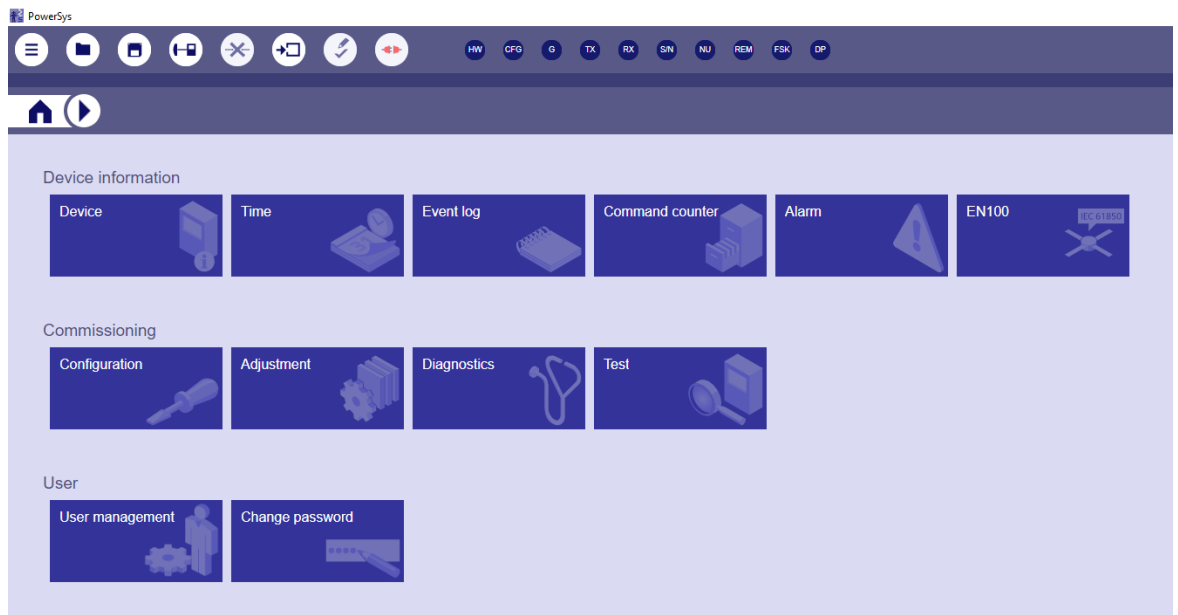 PowerSys
HW CFG G TX RX S/N NU REM FSK DP
Device information
Device Time Event log Command counter Alarm EN100
IEC 61850
Commissioning
Configuration Adjustment Diagnostics Test
User
User management Change password